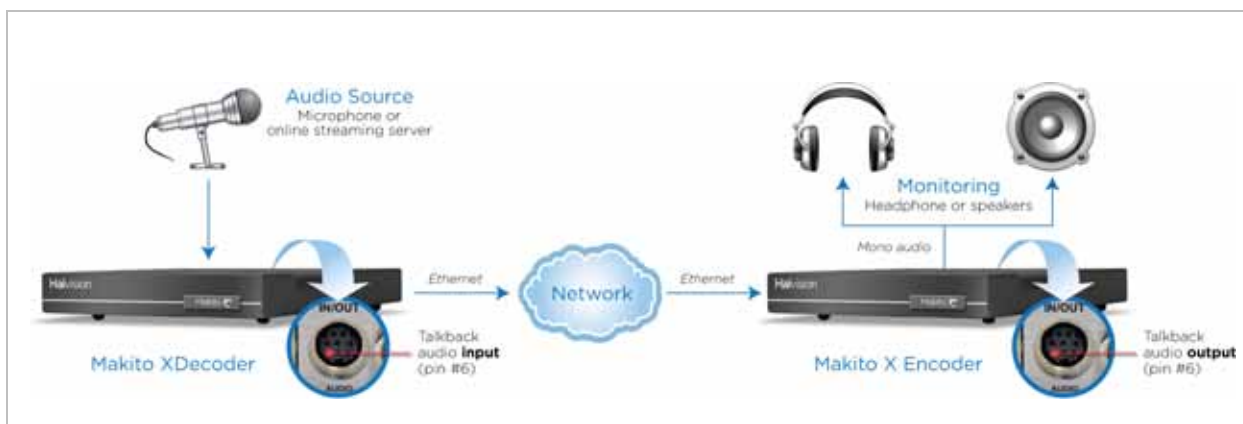 Audio Source
Microphone or
online streaming server
Monitoring
Headphone or speakers
Mono audio
Haivision
Makito
IN/OUT
AUDIO
Ethernet
Network
Ethernet
Haivision
Makito
IN/OUT
AUDIO
Talkback
audio input
(pin #6)
Makito XDecoder
Talkback
audio output
(pin #6)
Makito X Encoder